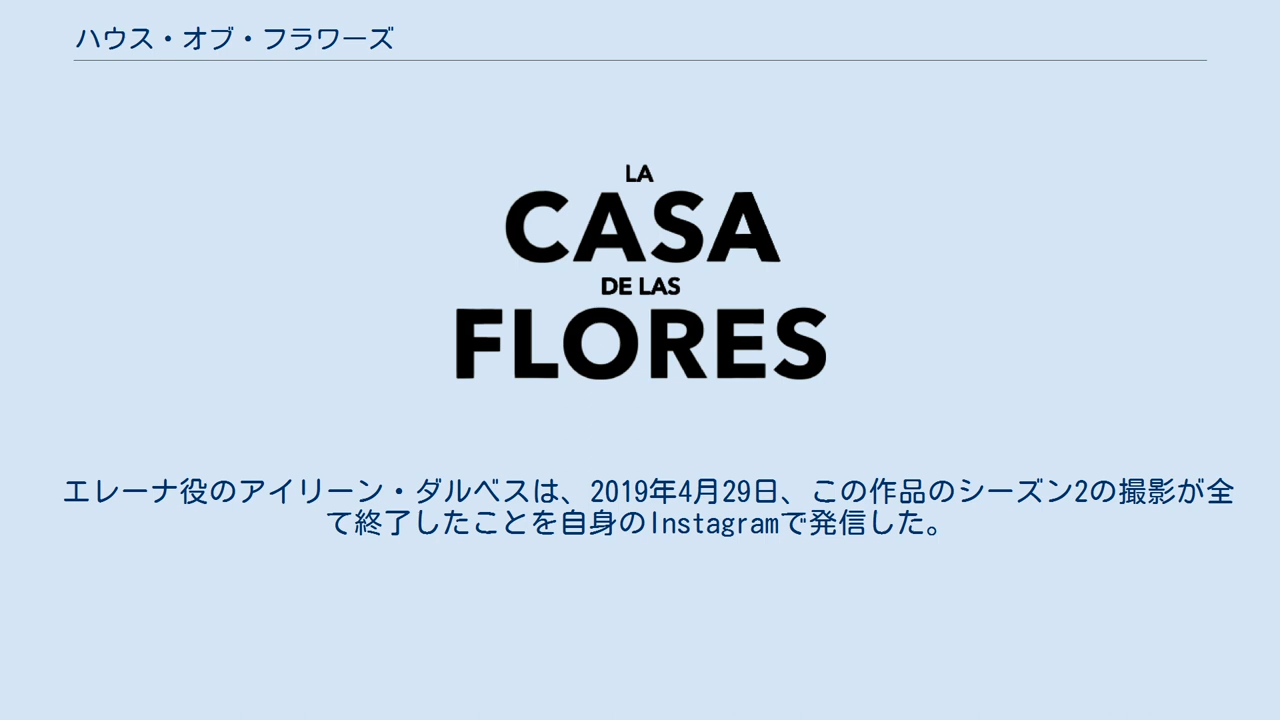 ハウス・オブ・フラワーズ
LA
CASA
DE LAS
FLORES
エレーナ役のアイリーン・ダルベスは、2019年4月29日、この作品のシーズン2の撮影が全
て終了したことを自身のInstagramで発信した。